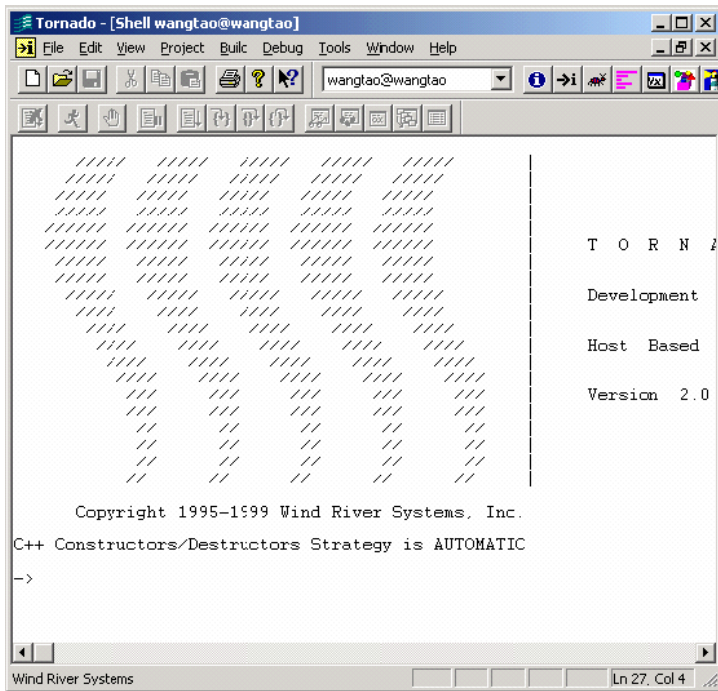 Tornado - [Shell wangtao@wangtao]
File Edit View Project Builc Debug Tools Window Help
wangtao@wangtao
///// ///// ///// ///// /////
///// ///// ///// ///// /////
///// ///// ///// ///// /////
///// ///// ///// ///// /////
////// ////// ////// ////// //////
////// ////// ////// ////// ////// T O R N A
///// ///// ///// ///// /////
///// ///// ///// ///// /////
///// ///// ///// ///// ///// Development
//// //// //// //// ////
//// //// //// //// ////
//// //// //// //// //// Host Based
//// //// //// //// ////
//// //// //// //// ////
/// /// /// /// /// Version 2.0
/// /// /// /// ///
// // // // //
// // // // //
// // // // //
// // // // //
Copyright 1995-1999 Wind River Systems, Inc.
C++ Constructors/Destructors Strategy is AUTOMATIC
->
Wind River Systems
Ln 27, Col 4